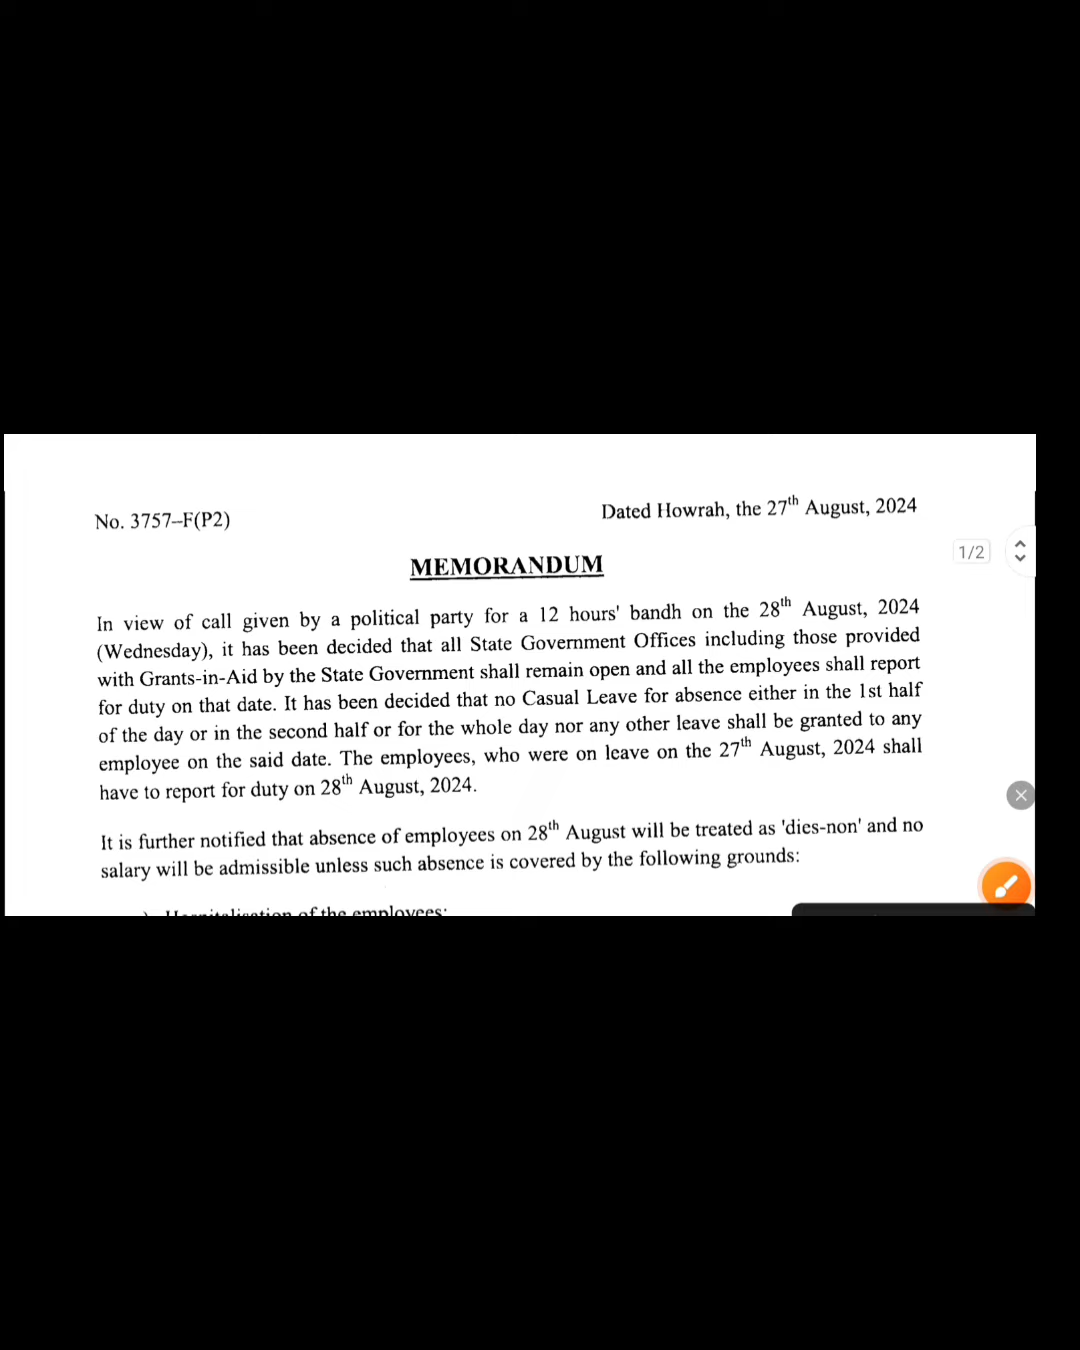 No. 3757–F(P2)
Dated Howrah, the 27th August, 2024
1/2
MEMORANDUM
In view of call given by a political party for a 12 hours' bandh on the 28th August, 2024
(Wednesday), it has been decided that all State Government Offices including those provided
with Grants-in-Aid by the State Government shall remain open and all the employees shall report
for duty on that date. It has been decided that no Casual Leave for absence either in the 1st half
of the day or in the second half or for the whole day nor any other leave shall be granted to any
employee on the said date. The employees, who were on leave on the 27th August, 2024 shall
have to report for duty on 28th August, 2024.
It is further notified that absence of employees on 28th August will be treated as 'dies-non' and no
salary will be admissible unless such absence is covered by the following grounds:
Hospitalisation of the employees;